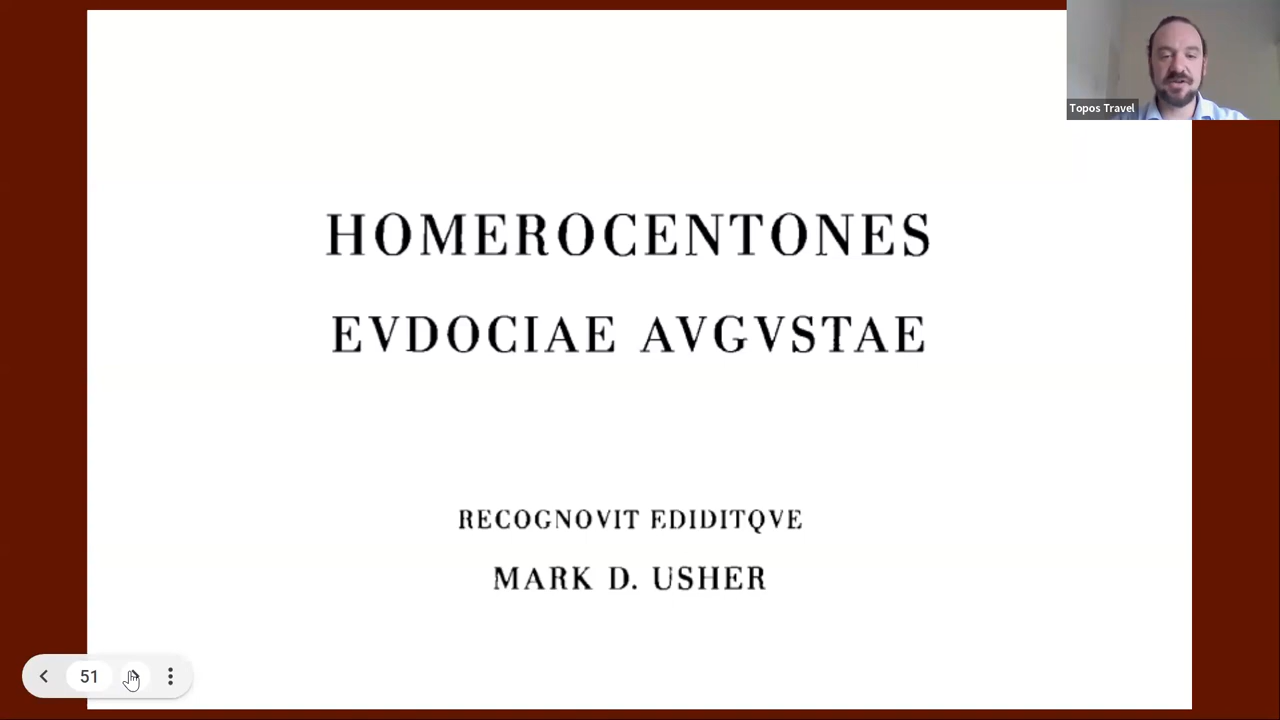 Topos Travel
HOMEROCENTONES
EVDOCIAE AVGVSTAE
RECOGNOVIT EDIDITQVE
MARK D. USHER
51